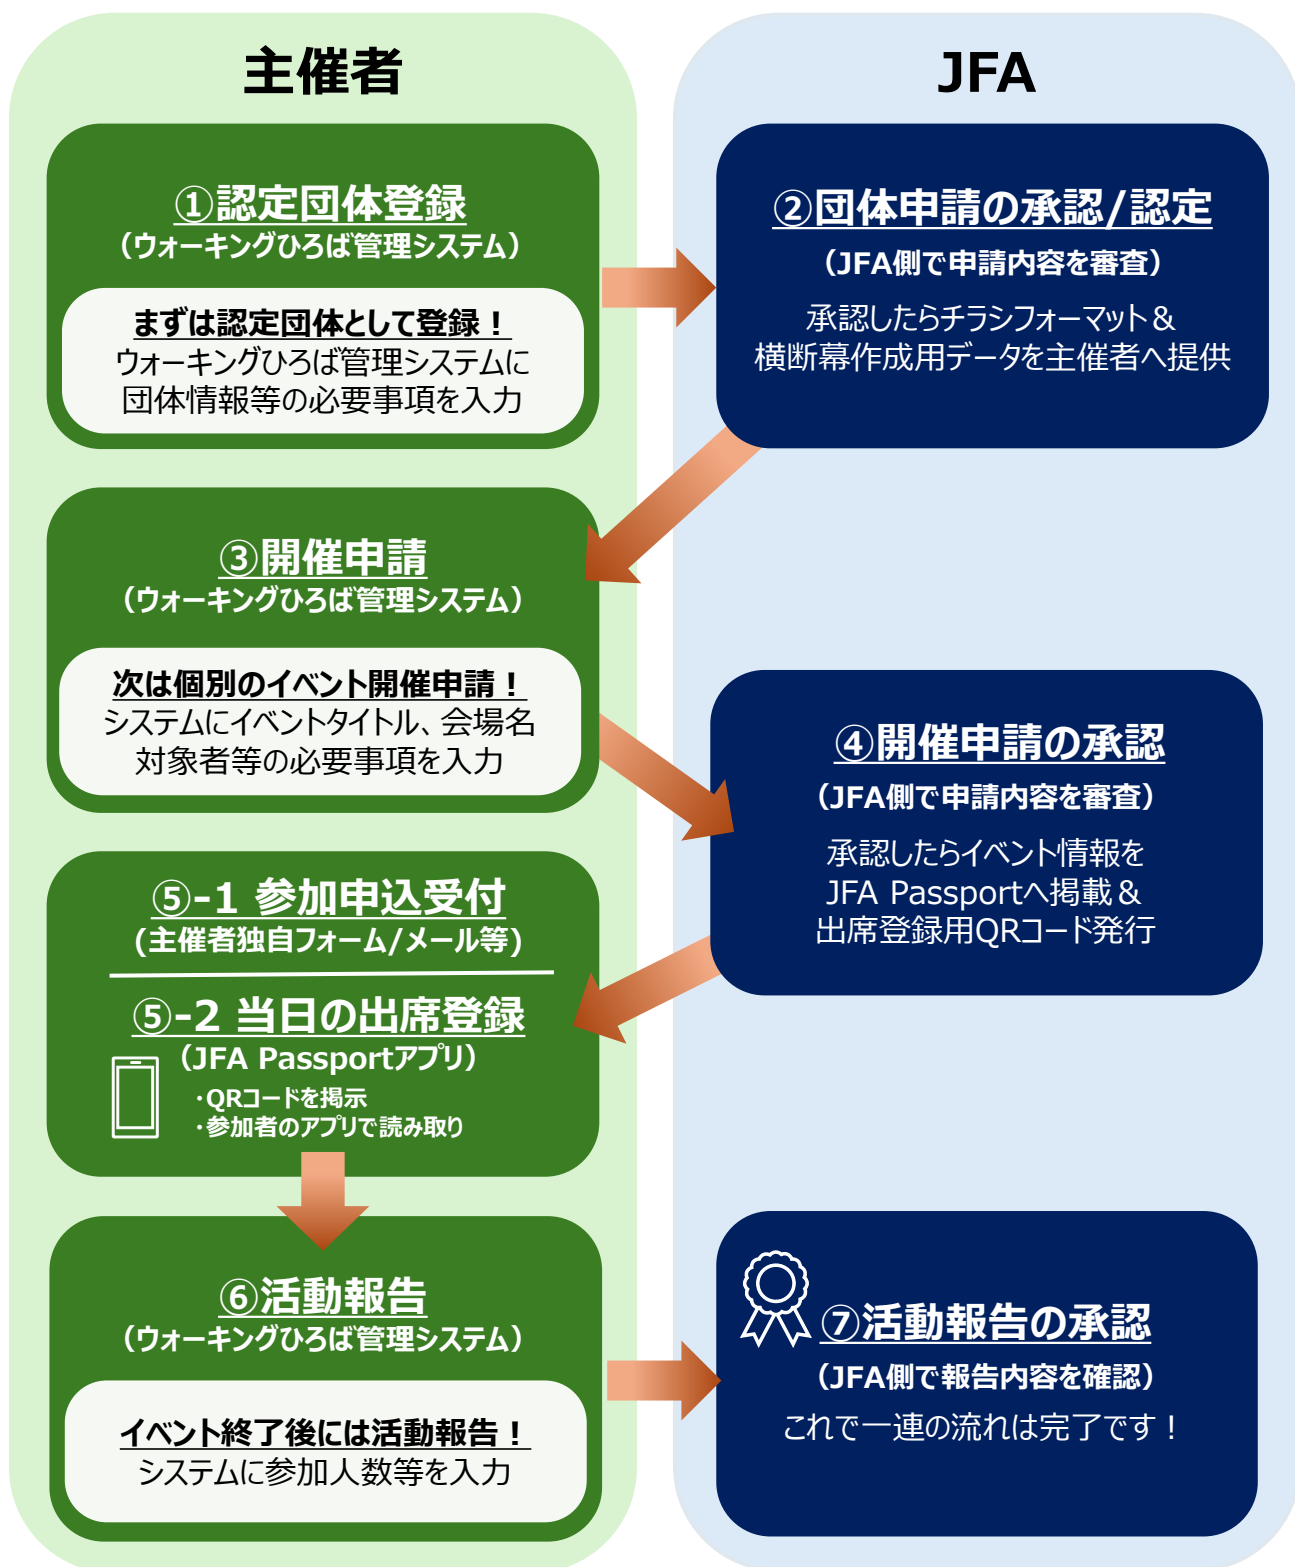 主催者
JFA
①認定団体登録
（ウォーキングひろば管理システム）
まずは認定団体として登録！
ウォーキングひろば管理システムに
団体情報等の必要事項を入力
②団体申請の承認/認定
（JFA側で申請内容を審査）
承認したらチラシフォーマット＆
横断幕作成用データを主催者へ提供
③開催申請
（ウォーキングひろば管理システム）
次は個別のイベント開催申請！
システムにイベントタイトル、会場名
対象者等の必要事項を入力
④開催申請の承認
（JFA側で申請内容を審査）
承認したらイベント情報を
JFA Passportへ掲載＆
出席登録用QRコード発行
⑤-1 参加申込受付
(主催者独自フォーム/メール等)
⑤-2 当日の出席登録
（JFA Passportアプリ）
・QRコードを掲示
・参加者のアプリで読み取り
⑥活動報告
（ウォーキングひろば管理システム）
イベント終了後には活動報告！
システムに参加人数等を入力
⑦活動報告の承認
（JFA側で報告内容を確認）
これで一連の流れは完了です！